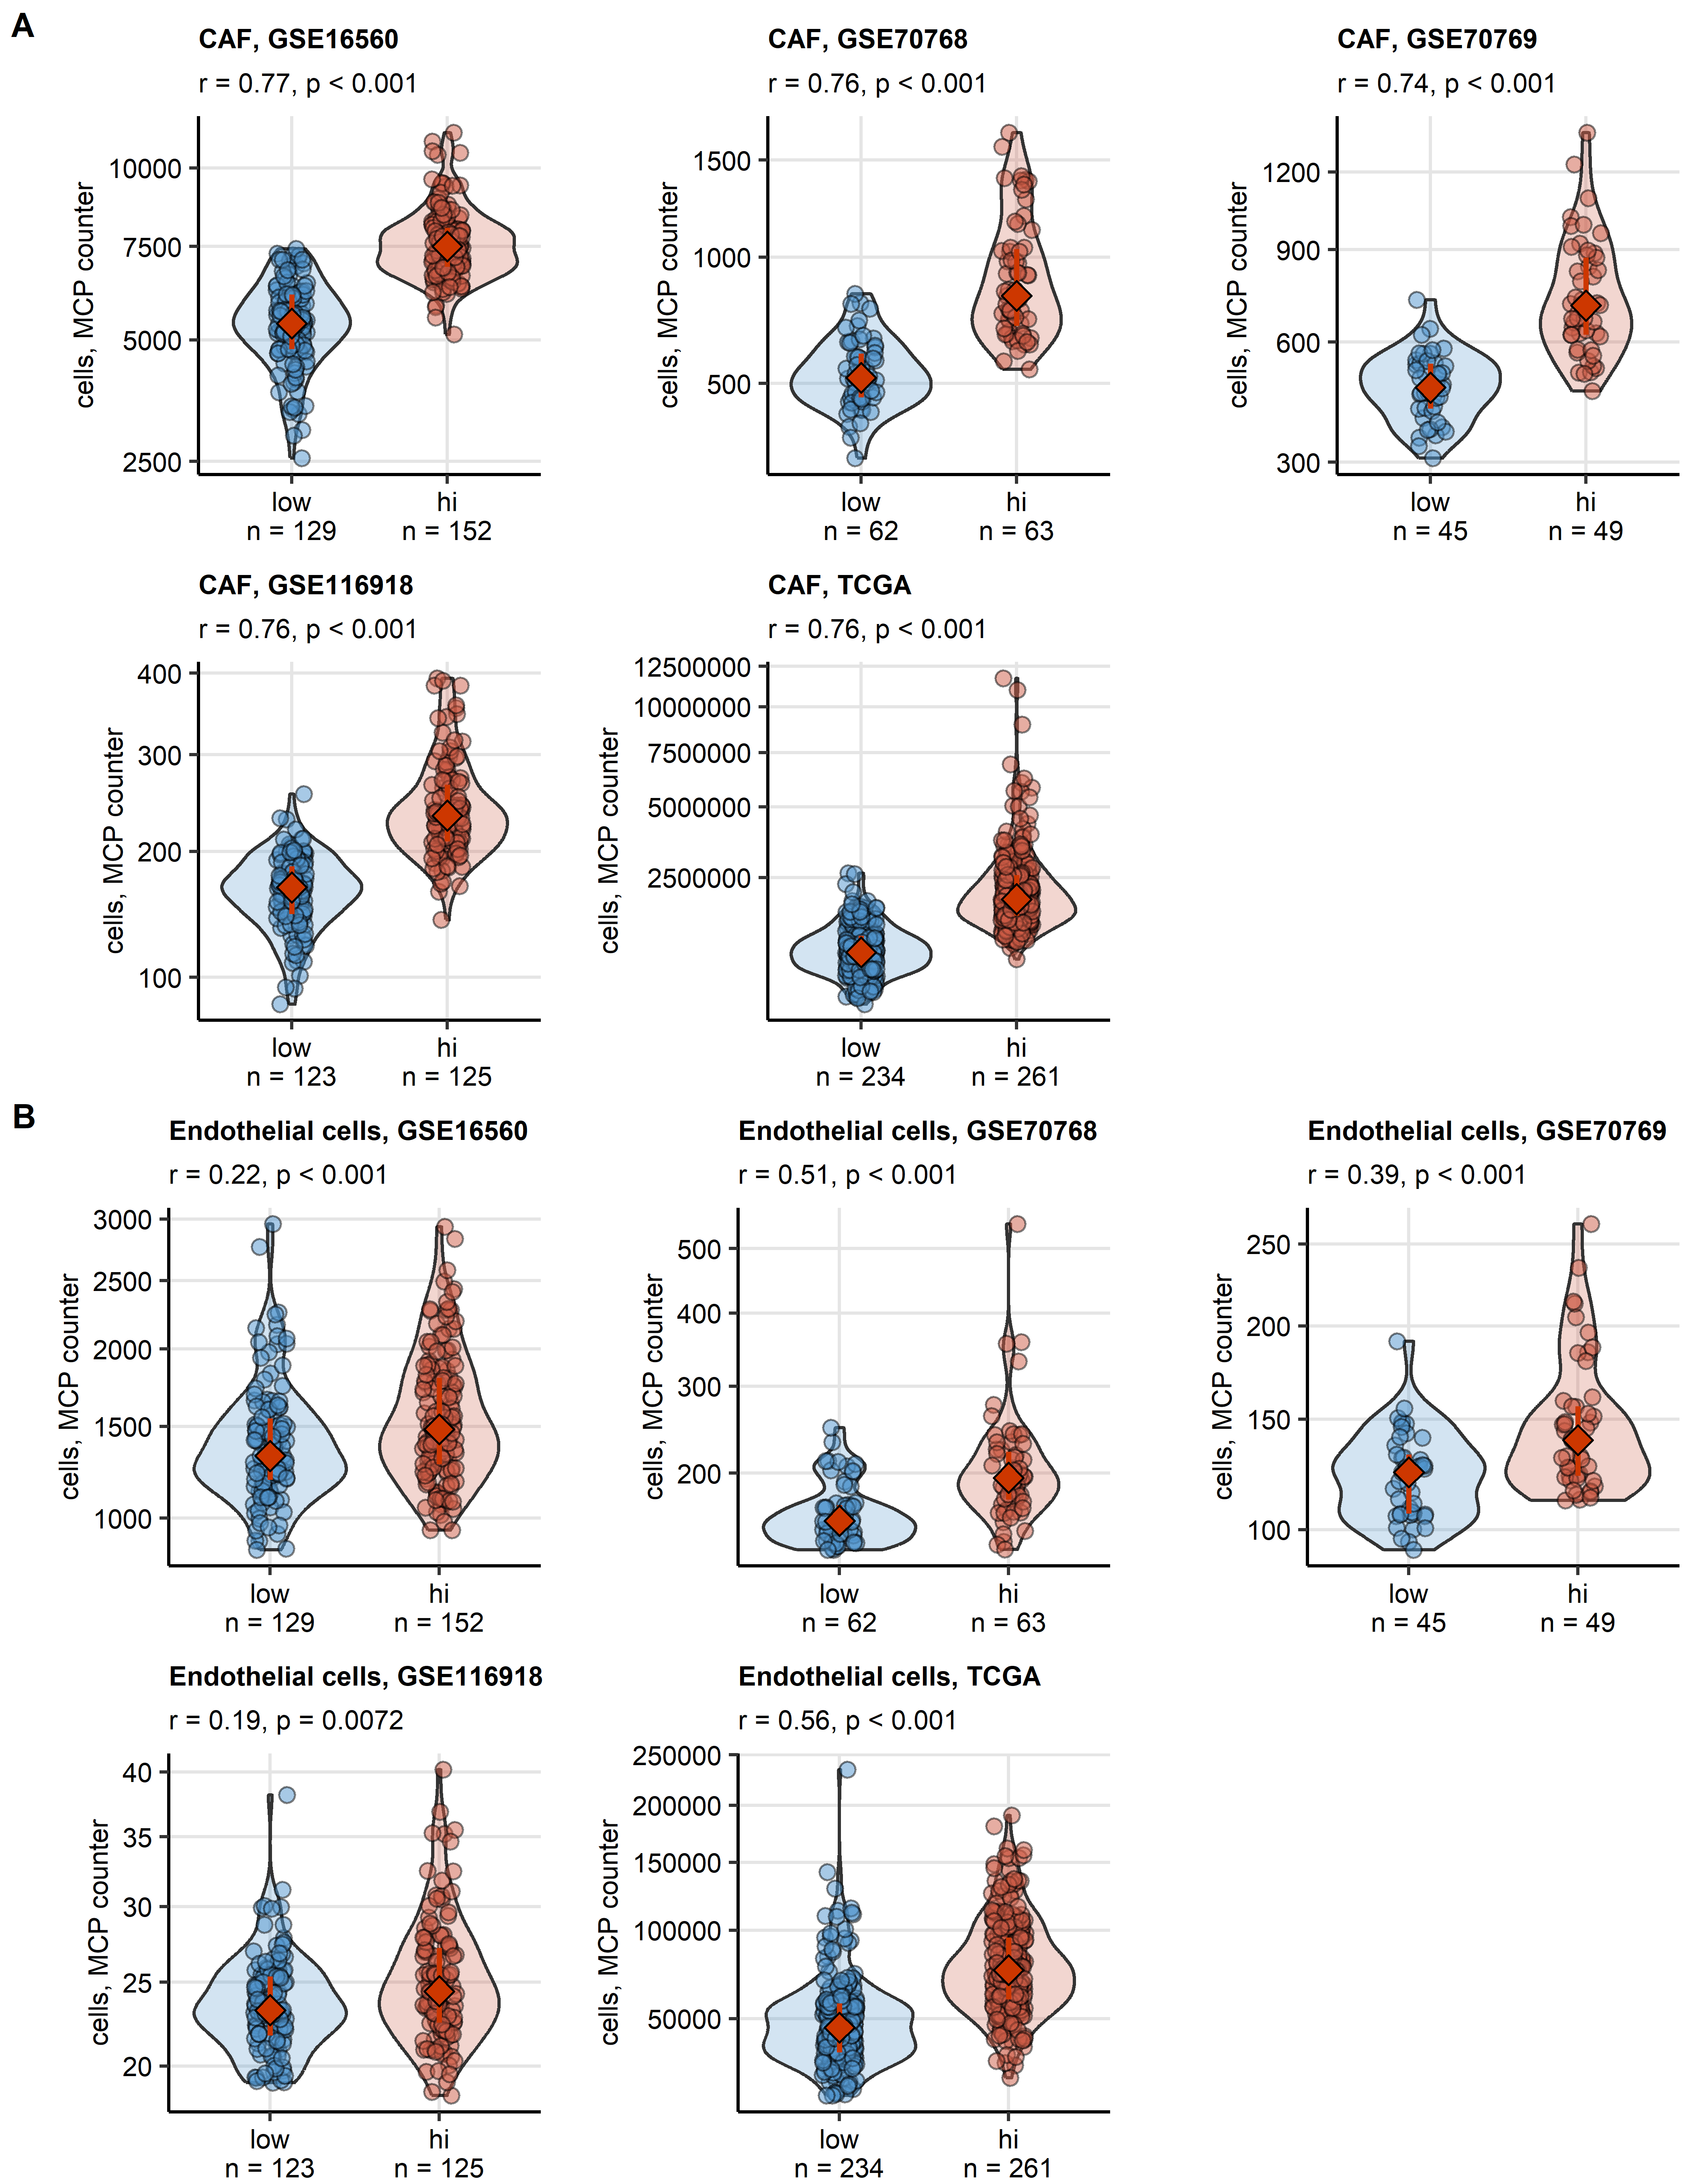 A
CAF, GSE16560
r = 0.77, p < 0.001
cells, MCP counter
10000
7500
5000
2500
low
n = 129
hi
n = 152
CAF, GSE70768
r = 0.76, p < 0.001
cells, MCP counter
1500
1000
500
low
n = 62
hi
n = 63
CAF, GSE70769
r = 0.74, p < 0.001
cells, MCP counter
1200
900
600
300
low
n = 45
hi
n = 49
CAF, GSE116918
r = 0.76, p < 0.001
cells, MCP counter
400
300
200
100
low
n = 123
hi
n = 125
CAF, TCGA
r = 0.76, p < 0.001
cells, MCP counter
12500000
10000000
7500000
5000000
2500000
low
n = 234
hi
n = 261
B
Endothelial cells, GSE16560
r = 0.22, p < 0.001
cells, MCP counter
3000
2500
2000
1500
1000
low
n = 129
hi
n = 152
Endothelial cells, GSE70768
r = 0.51, p < 0.001
cells, MCP counter
500
400
300
200
low
n = 62
hi
n = 63
Endothelial cells, GSE70769
r = 0.39, p < 0.001
cells, MCP counter
250
200
150
100
low
n = 45
hi
n = 49
Endothelial cells, GSE116918
r = 0.19, p = 0.0072
cells, MCP counter
40
35
30
25
20
low
n = 123
hi
n = 125
Endothelial cells, TCGA
r = 0.56, p < 0.001
cells, MCP counter
250000
200000
150000
100000
50000
low
n = 234
hi
n = 261